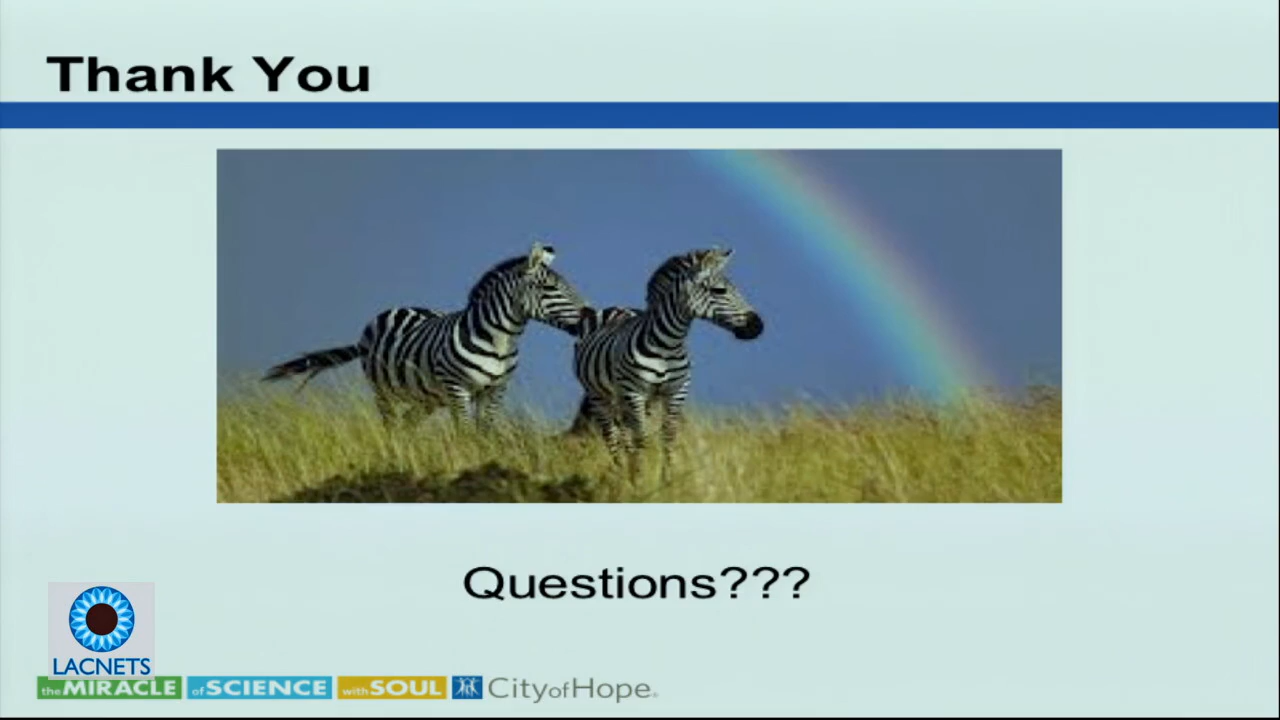 Thank You
Questions???
LACNETS
the MIRACLE of SCIENCE with SOUL City of Hope®